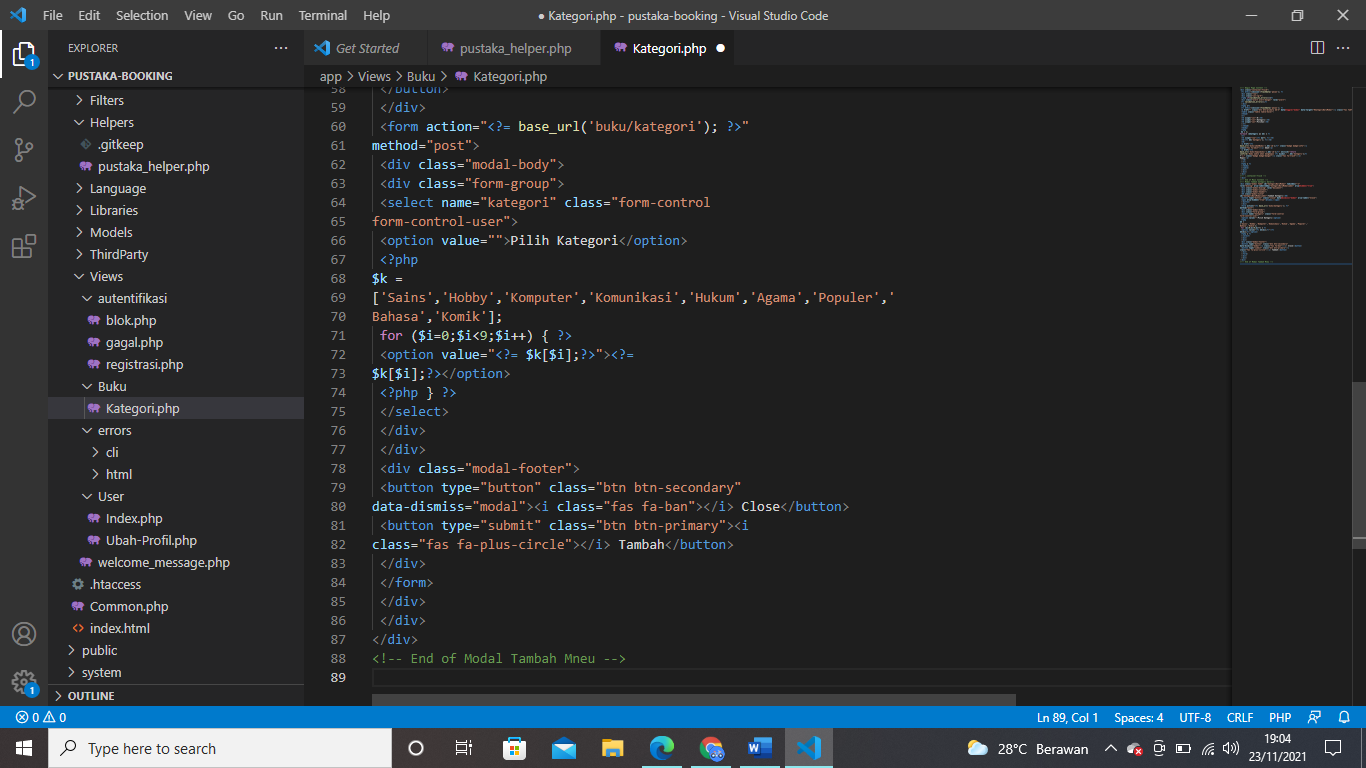 File Edit Selection View Go Run Terminal Help
● Kategori.php - pustaka-booking - Visual Studio Code
EXPLORER
PUSTAKA-BOOKING
Filters
Helpers
.gitkeep
pustaka_helper.php
Language
Libraries
Models
ThirdParty
Views
autentifikasi
blok.php
gagal.php
registrasi.php
Buku
Kategori.php
errors
cli
html
User
Index.php
Ubah-Profil.php
welcome_message.php
.htaccess
Common.php
index.html
public
system
OUTLINE
1
1
Get Started pustaka_helper.php Kategori.php ●
app > Views > Buku > Kategori.php
58 </button>
59 </div>
60 <form action="<?= base_url('buku/kategori'); ?>"
61 method="post">
62 <div class="modal-body">
63 <div class="form-group">
64 <select name="kategori" class="form-control
65 form-control-user">
66 <option value="">Pilih Kategori</option>
67 <?php
68 $k =
69 ['Sains','Hobby','Komputer','Komunikasi','Hukum','Agama','Populer','
70 Bahasa','Komik'];
71 for ($i=0;$i<9;$i++) { ?>
72 <option value="<?= $k[$i];?>"><?=
73 $k[$i];?></option>
74 <?php } ?>
75 </select>
76 </div>
77 </div>
78 <div class="modal-footer">
79 <button type="button" class="btn btn-secondary"
80 data-dismiss="modal"><i class="fas fa-ban"></i> Close</button>
81 <button type="submit" class="btn btn-primary"><i
82 class="fas fa-plus-circle"></i> Tambah</button>
83 </div>
84 </form>
85 </div>
86 </div>
87 </div>
88 <!-- End of Modal Tambah Mneu -->
89
0 0
Ln 89, Col 1 Spaces: 4 UTF-8 CRLF PHP
Type here to search
28°C Berawan
19:04
23/11/2021